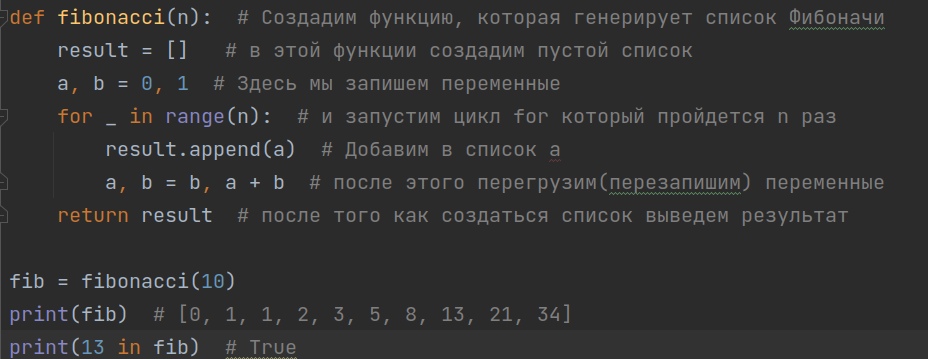 def fibonacci(n):  # Создадим функцию, которая генерирует список Фибоначи
    result = []   # в этой функции создадим пустой список
    a, b = 0, 1  # Здесь мы запишем переменные
    for _ in range(n):  # и запустим цикл for который пройдется n раз
        result.append(a)  # Добавим в список а
        a, b = b, a + b  # после этого перегрузим(перезапишим) переменные
    return result  # после того как создаться список выведем результат

fib = fibonacci(10)
print(fib)  # [0, 1, 1, 2, 3, 5, 8, 13, 21, 34]
print(13 in fib)  # True